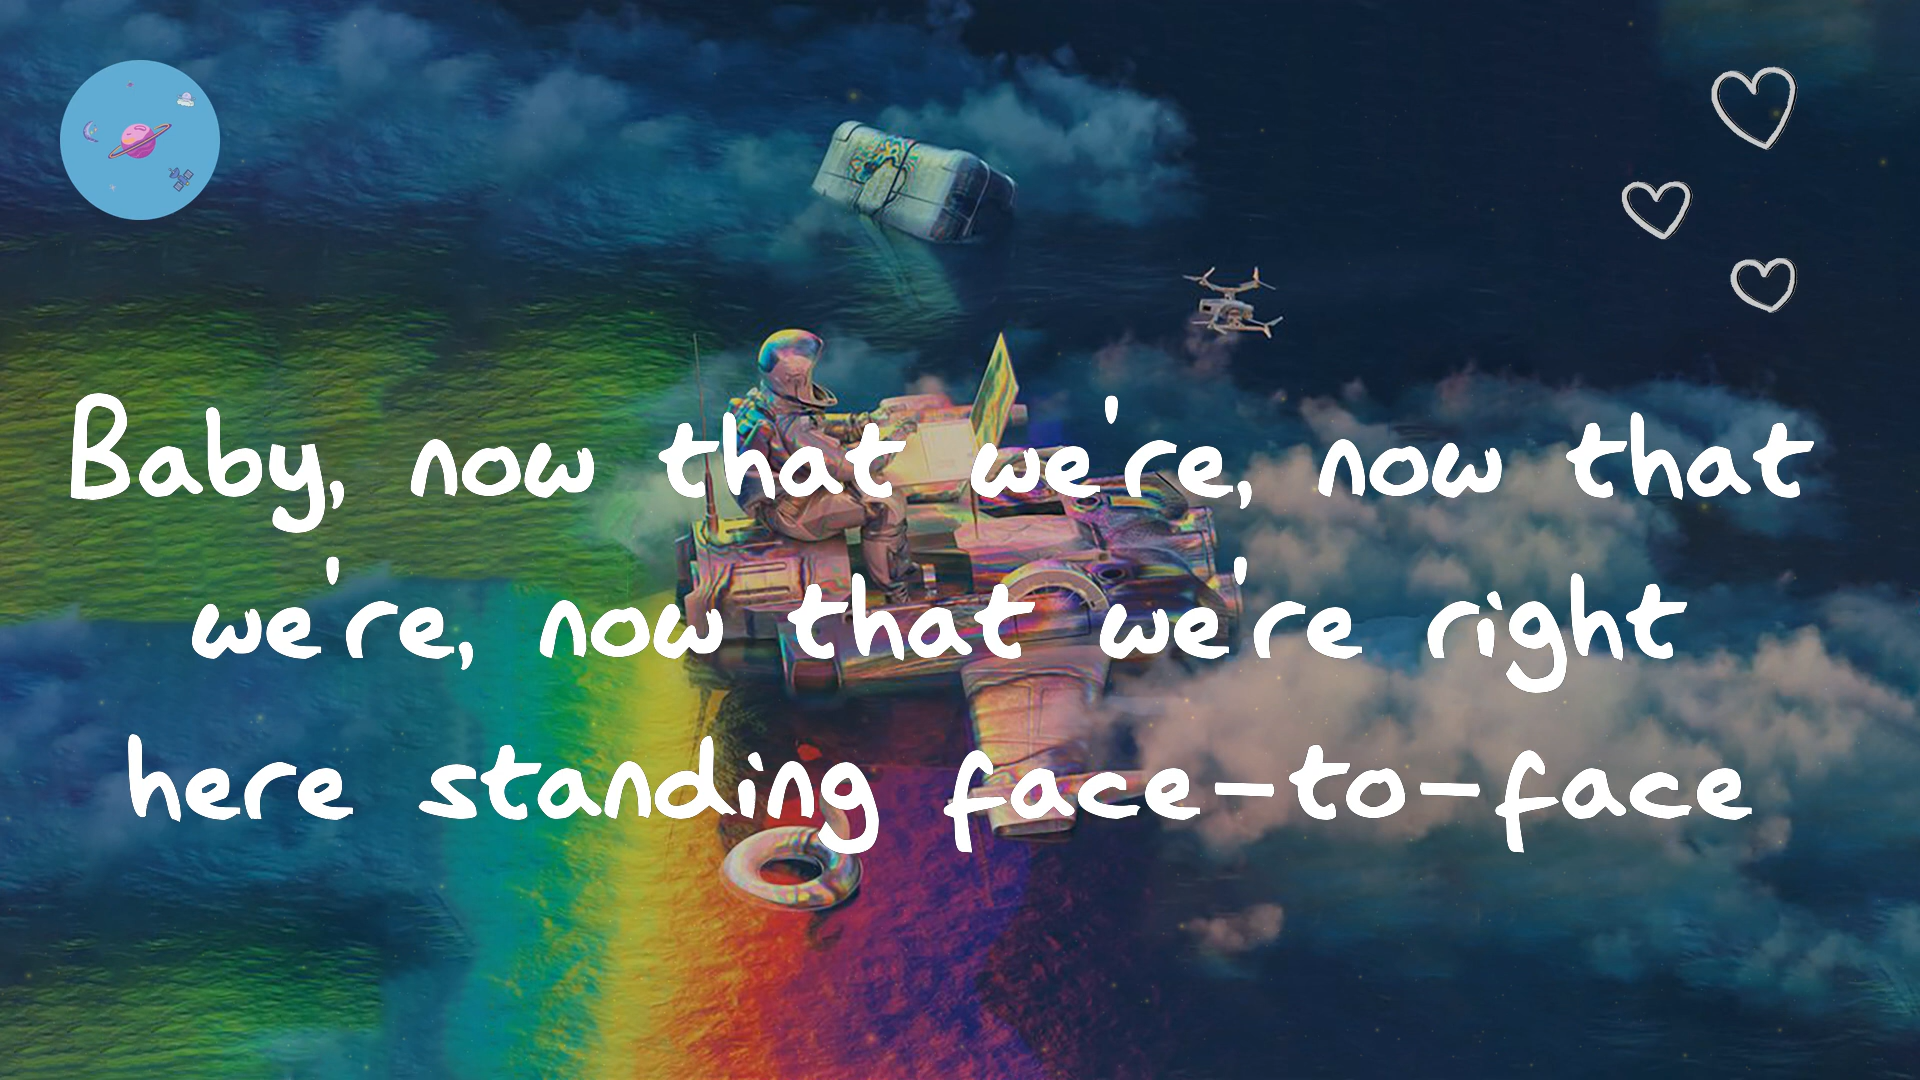 Baby, now that we're, now that
we're, now that we're right
here standing face-to-face